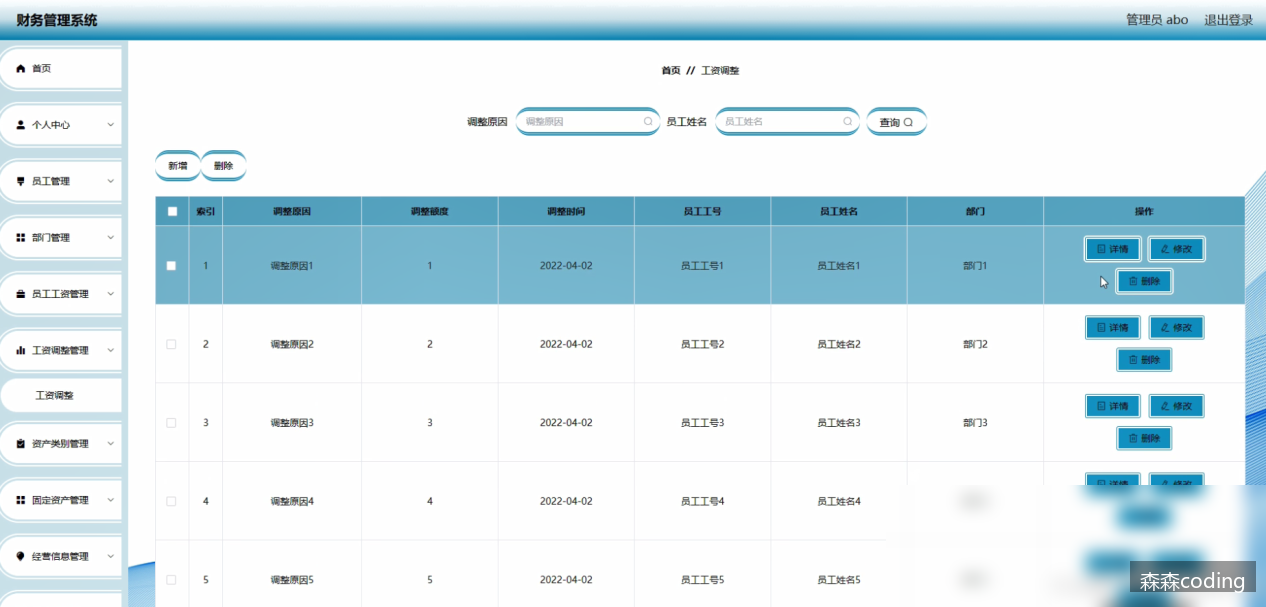 财务管理系统
管理员 abo 退出登录
首页
个人中心
员工管理
部门管理
员工工资管理
工资调整管理
工资调整
资产类别管理
固定资产管理
经营信息管理
首页 // 工资调整
调整原因 调整原因 员工姓名 员工姓名 查询
新增 删除
索引 调整原因 调整额度 调整时间 员工工号 员工姓名 部门 操作
1 调整原因1 1 2022-04-02 员工工号1 员工姓名1 部门1 详情 修改
删除
2 调整原因2 2 2022-04-02 员工工号2 员工姓名2 部门2 详情 修改
删除
3 调整原因3 3 2022-04-02 员工工号3 员工姓名3 部门3 详情 修改
删除
4 调整原因4 4 2022-04-02 员工工号4 员工姓名4 详情 修改
5 调整原因5 5 2022-04-02 员工工号5 员工姓名5
森森coding